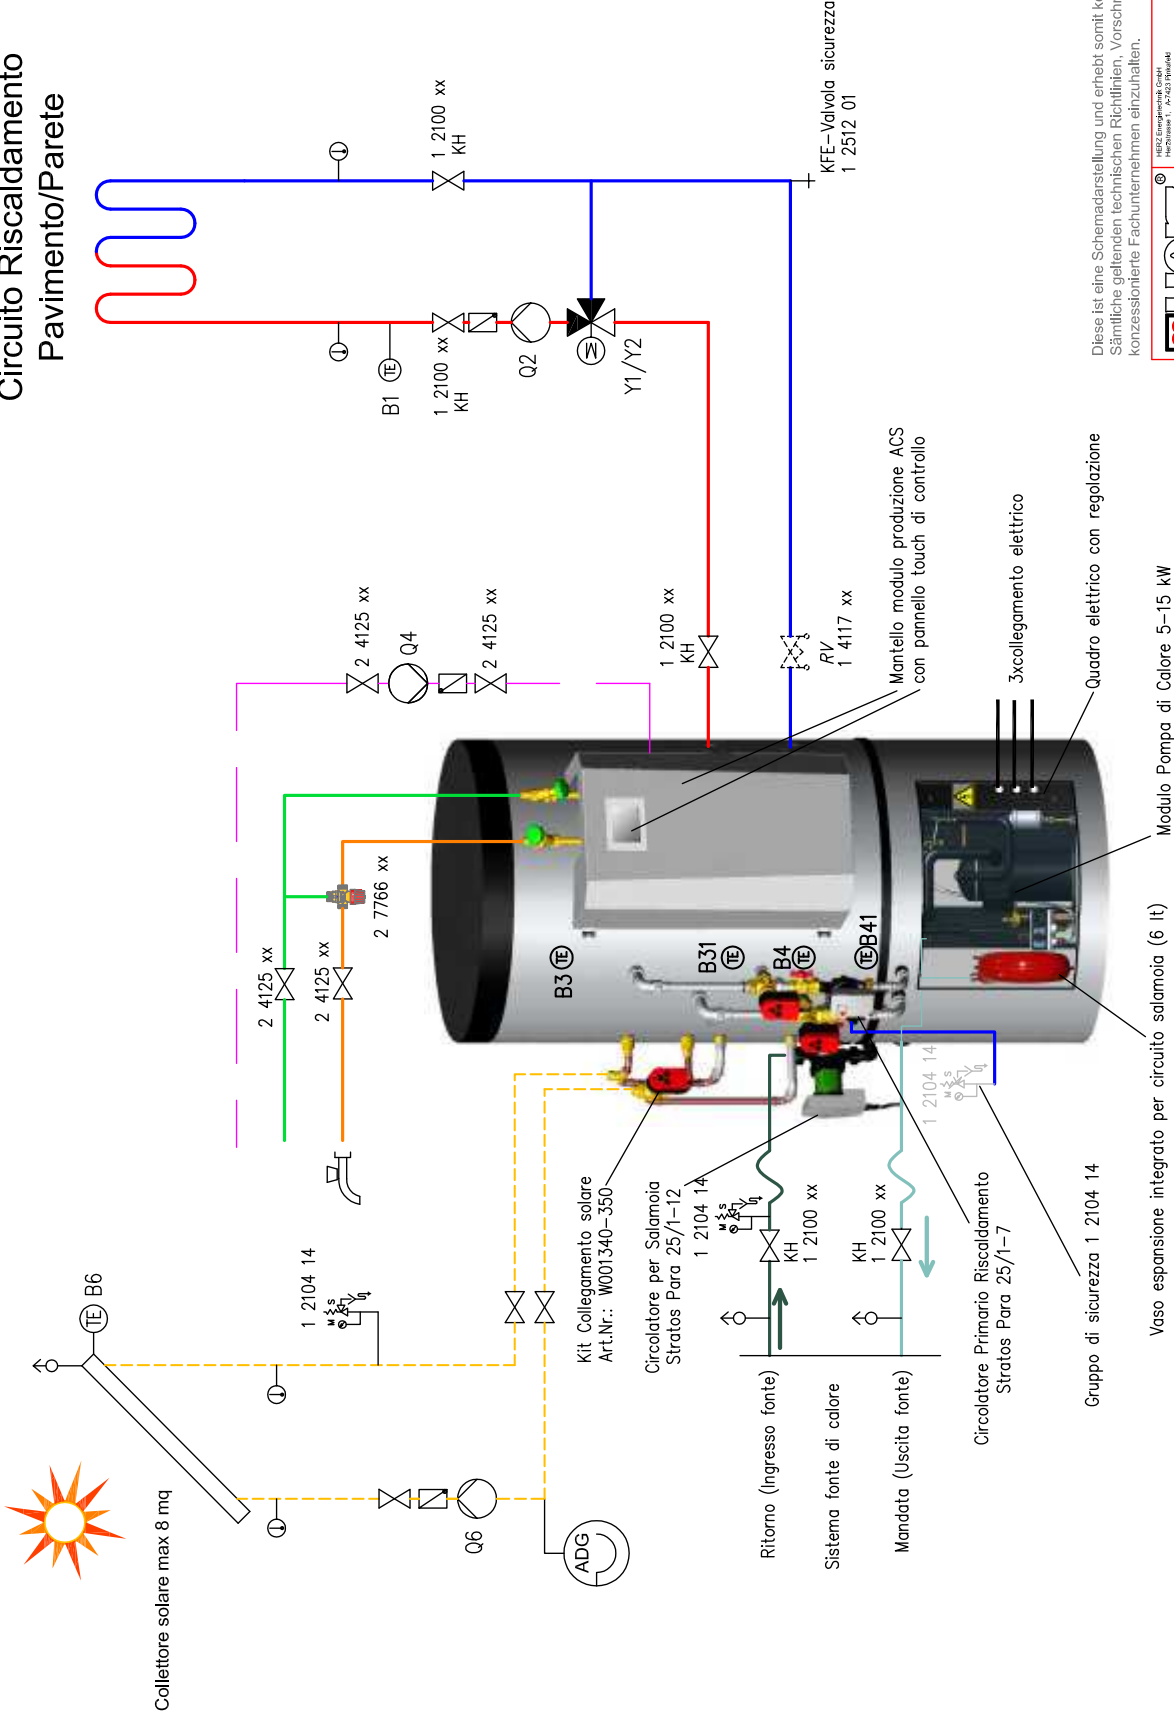 Circuito Riscaldamento
Pavimento/Parete
Collettore solare max 8 mq
TE B6
1 2104 14
M S
Q6
ADG
2 4125 xx
2 4125 xx
2 7766 xx
2 4125 xx
Q4
2 4125 xx
B1 TE
1 2100 xx
KH
Q2
M
Y1/Y2
1 2100 xx
KH
KFE-Valvola sicurezza
1 2512 01
1 2100 xx
KH
RV
1 4117 xx
B3 TE
B31
TE
B4
TE
TE B41
Mantello modulo produzione ACS
con pannello touch di controllo
3xcollegamento elettrico
Quadro elettrico con regolazione
Modulo Pompa di Calore 5-15 kW
Vaso espansione integrato per circuito salamoia (6 lt)
Kit Collegamento solare
Art.Nr.: W001340-350
Circolatore per Salamoia
Stratos Para 25/1-12
1 2104 14
M S
KH
1 2100 xx
KH
1 2100 xx
1 2104 14
M S
Ritorno (Ingresso fonte)
Sistema fonte di calore
Mandata (Uscita fonte)
Circolatore Primario Riscaldamento
Stratos Para 25/1-7
Gruppo di sicurezza 1 2104 14
Diese ist eine Schemadarstellung und erhebt somit
Sämtliche geltenden technischen Richtlinien,
konzessionierte Fachunternehmen einzuhalten.
®
HERZ Energietechnik GmbH
Herzstrasse 1, A-7423 Pinkafeld